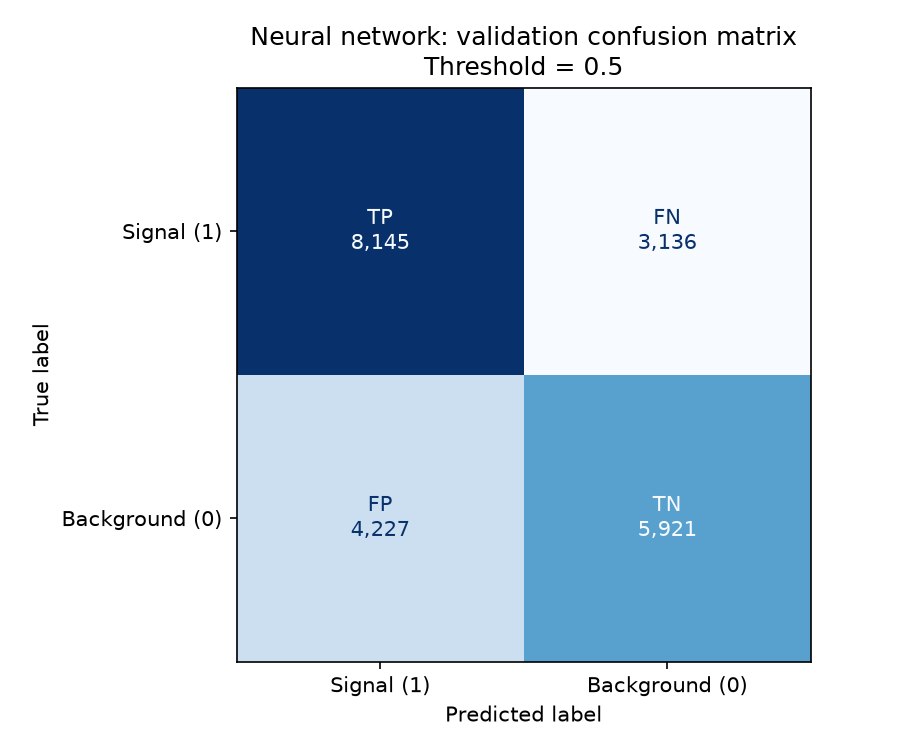 Neural network: validation confusion matrix
Threshold = 0.5
True label
Signal (1)
TP
8,145
FN
3,136
Background (0)
FP
4,227
TN
5,921
Signal (1)
Background (0)
Predicted label